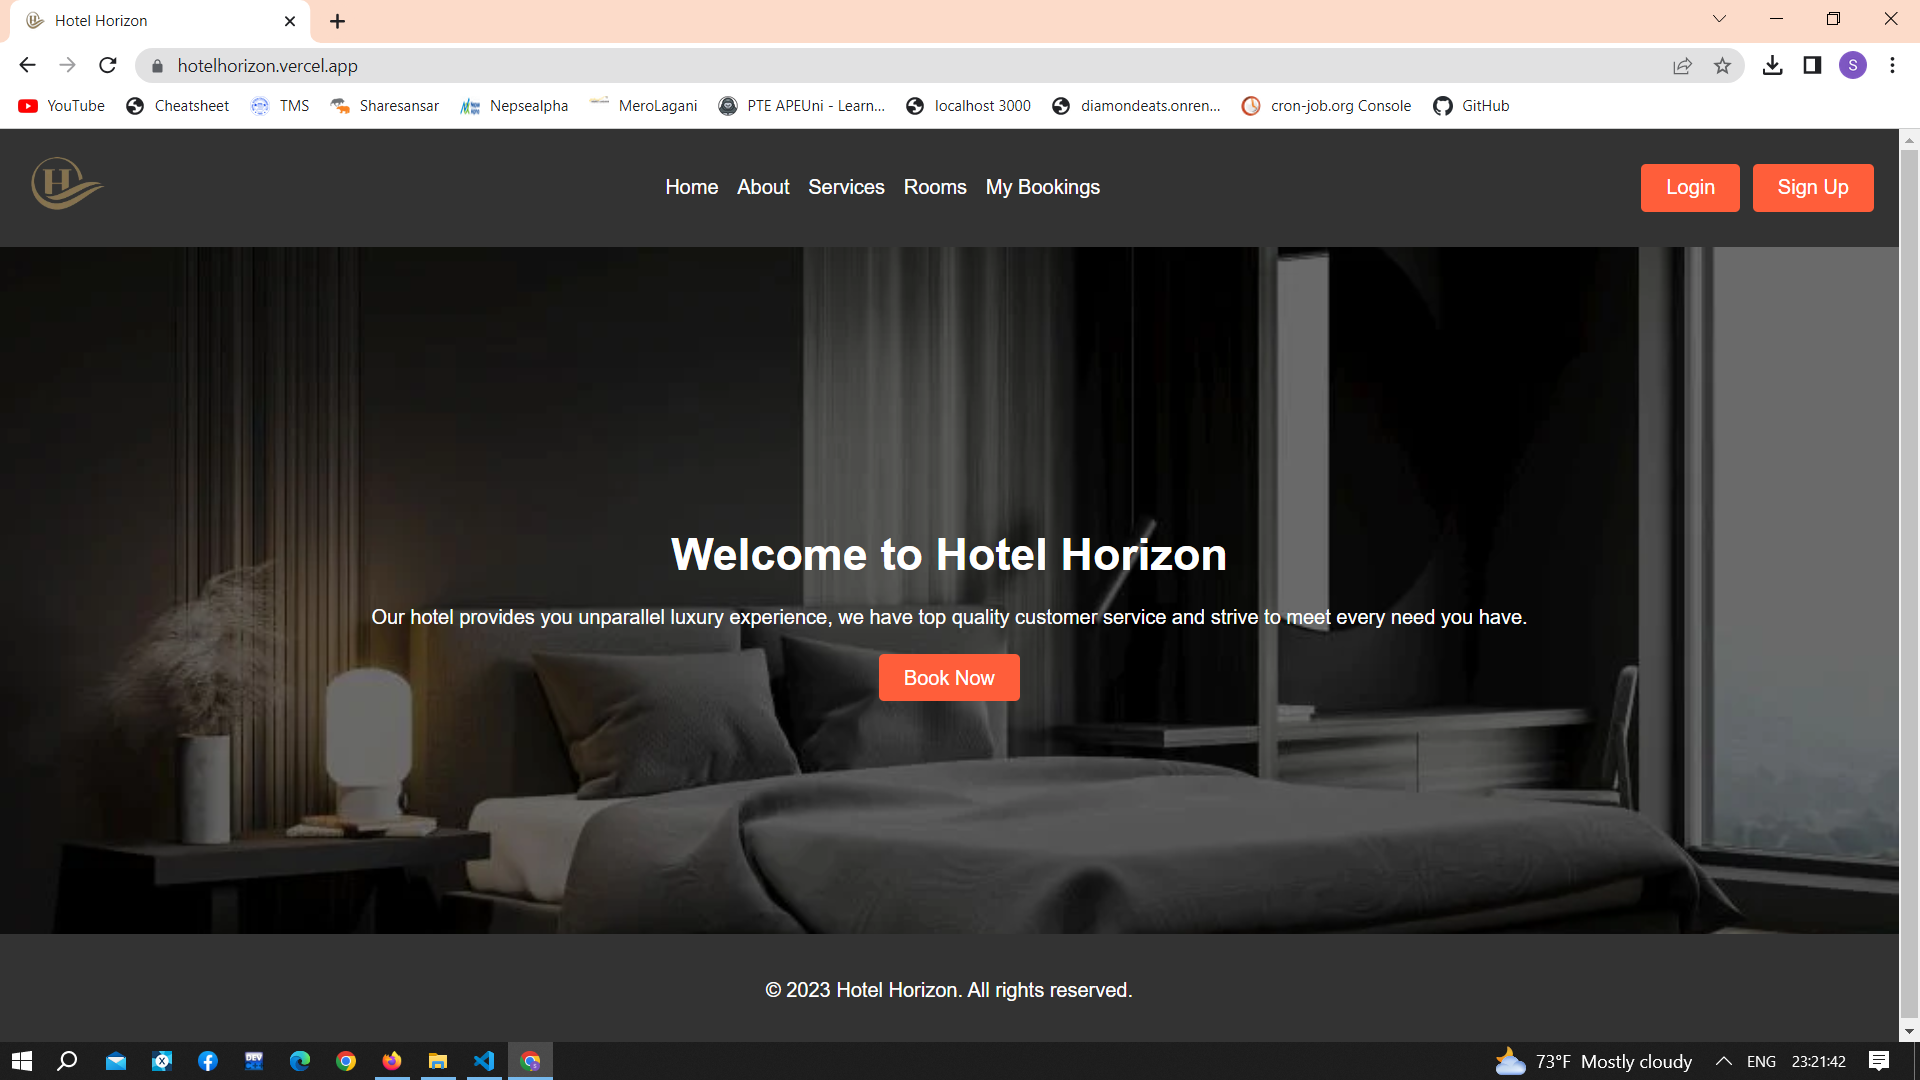 Hotel Horizon
hotelhorizon.vercel.app
S
YouTube Cheatsheet TMS Sharesansar Nepsealpha MeroLagani PTE APEUni - Learn... localhost 3000 diamondeats.onren... cron-job.org Console GitHub
H
Home About Services Rooms My Bookings
Login Sign Up
Welcome to Hotel Horizon
Our hotel provides you unparallel luxury experience, we have top quality customer service and strive to meet every need you have.
Book Now
© 2023 Hotel Horizon. All rights reserved.
DEV
73°F Mostly cloudy ENG 23:21:42